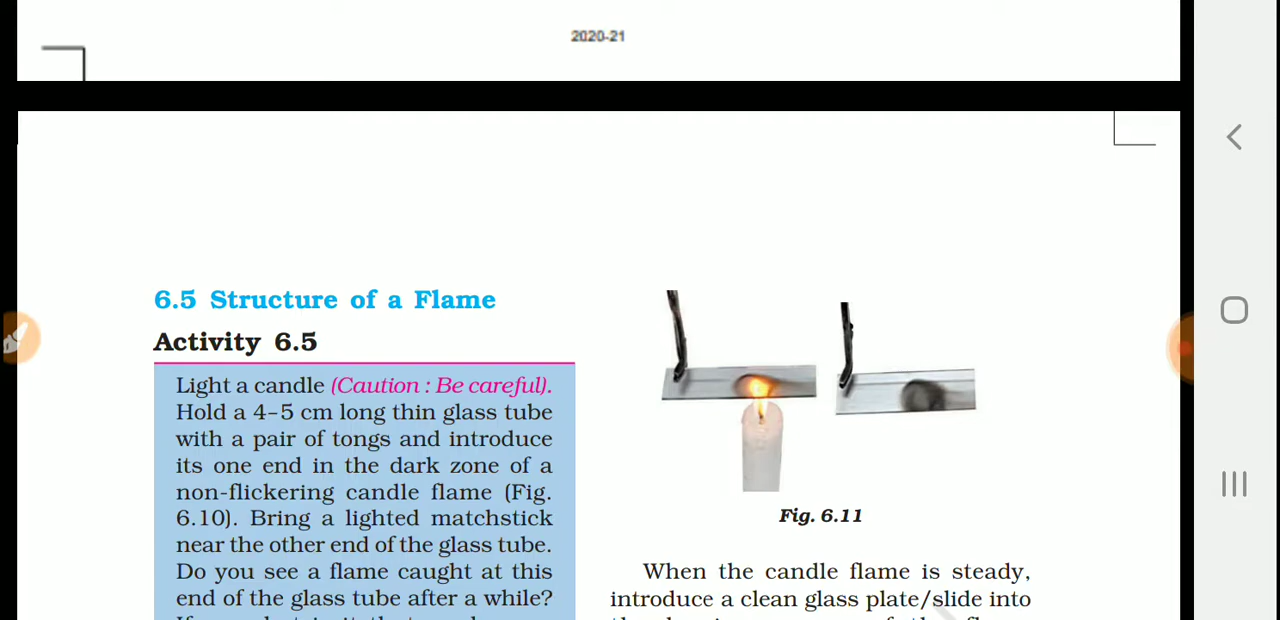 2020-21
6.5 Structure of a Flame
Activity 6.5
Light a candle (Caution : Be careful).
Hold a 4–5 cm long thin glass tube
with a pair of tongs and introduce
its one end in the dark zone of a
non-flickering candle flame (Fig.
6.10). Bring a lighted matchstick
near the other end of the glass tube.
Do you see a flame caught at this
end of the glass tube after a while?
Fig. 6.11
When the candle flame is steady,
introduce a clean glass plate/slide into